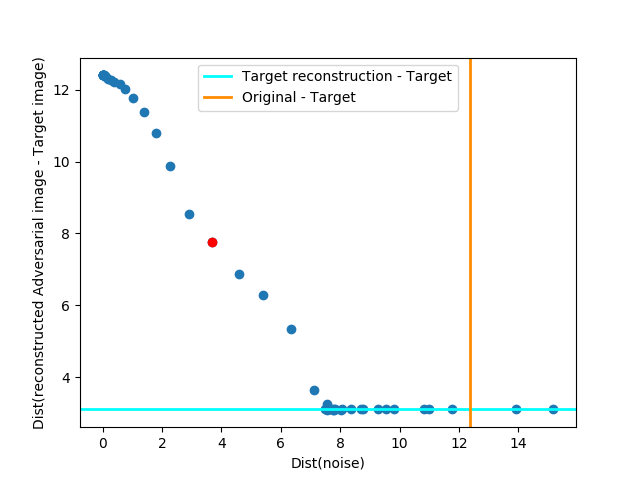 Target reconstruction - Target
Original - Target
12
10
8
6
4
Dist(reconstructed Adversarial image - Target image)
0 2 4 6 8 10 12 14
Dist(noise)